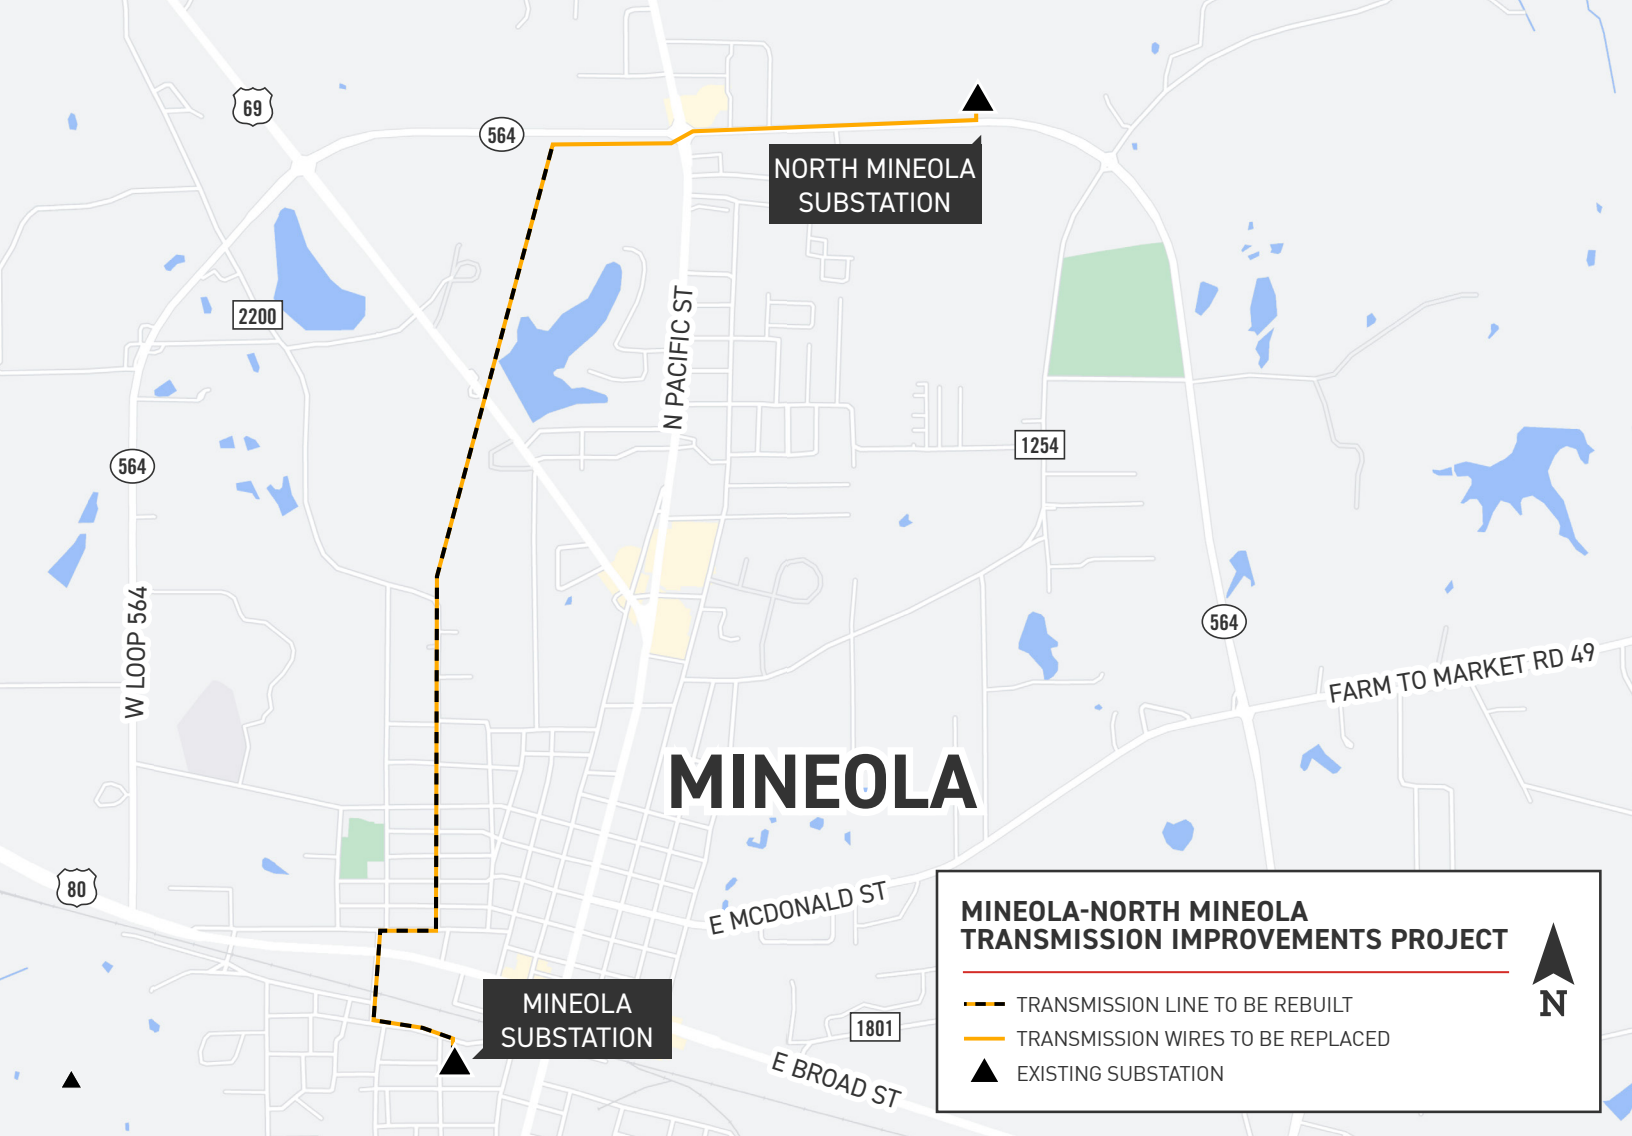 69
564
NORTH MINEOLA
SUBSTATION
2200
N PACIFIC ST
1254
564
W LOOP 564
564
FARM TO MARKET RD 49
MINEOLA
80
E MCDONALD ST
MINEOLA
SUBSTATION
1801
E BROAD ST
MINEOLA-NORTH MINEOLA
TRANSMISSION IMPROVEMENTS PROJECT
TRANSMISSION LINE TO BE REBUILT
TRANSMISSION WIRES TO BE REPLACED
EXISTING SUBSTATION
N